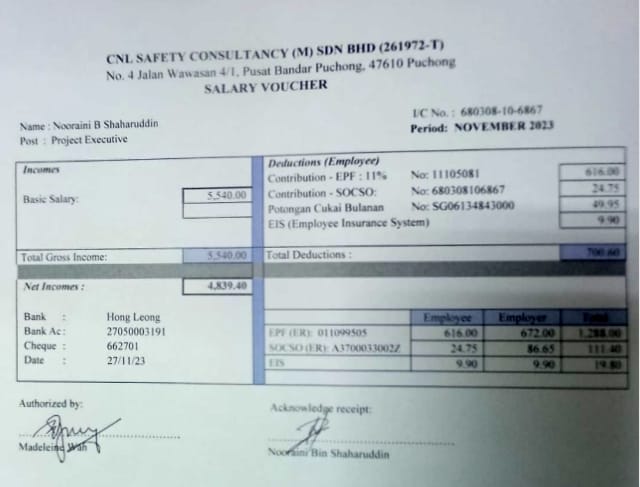 CNL SAFETY CONSULTANCY (M) SDN BHD (261972-T)
No. 4 Jalan Wawasan 4/1, Pusat Bandar Puchong, 47610 Puchong
SALARY VOUCHER
I/C No. : 680308-10-6867
Name : Nooraini B Shaharuddin
Period: NOVEMBER 2023
Post : Project Executive
Incomes
Basic Salary: 5,540.00
Deductions (Employee)
Contribution - EPF : 11% No: 11105081 616.00
Contribution - SOCSO: No: 680308106867 24.75
Potongan Cukai Bulanan No: SG06134843000 49.95
EIS (Employee Insurance System) 9.90
Total Gross Income: 5,540.00 Total Deductions : 700.60
Net Incomes : 4,839.40
Bank : Hong Leong
Bank Ac: 27050003191
Cheque : 662701
Date : 27/11/23
Employee Employer Total
EPF (ER): 011099505 616.00 672.00 1,288.00
SOCSO (ER): A3700033002Z 24.75 86.65 111.40
EIS 9.90 9.90 19.80
Authorized by:
Madeleine Wah
Acknowledge receipt:
Nooraini Bin Shaharuddin